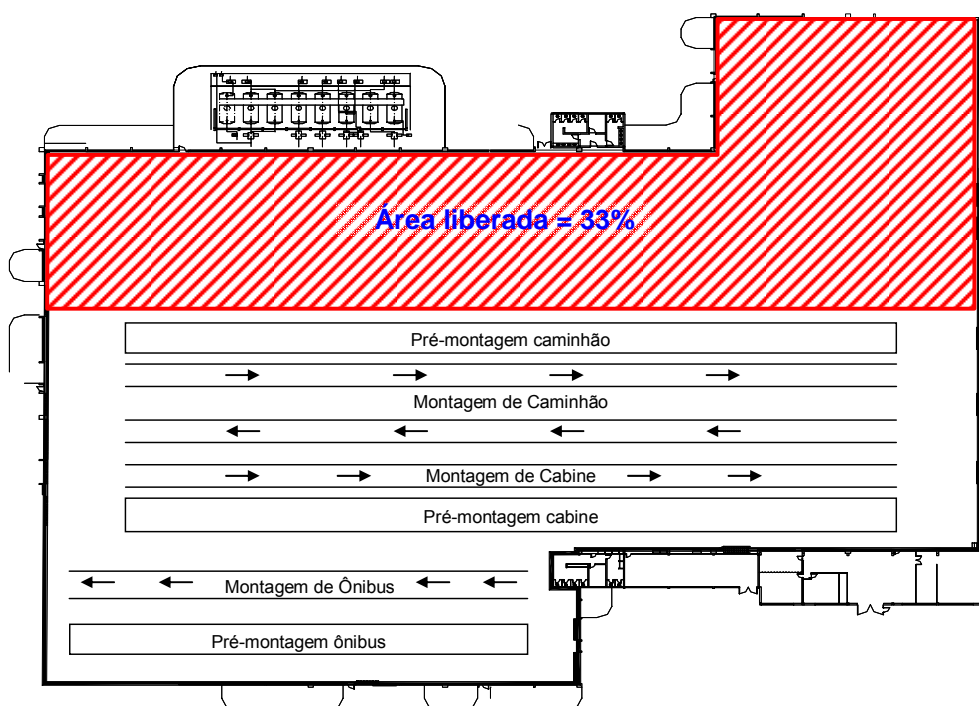 Área liberada = 33%
Pré-montagem caminhão
Montagem de Caminhão
Montagem de Cabine
Pré-montagem cabine
Montagem de Ônibus
Pré-montagem ônibus